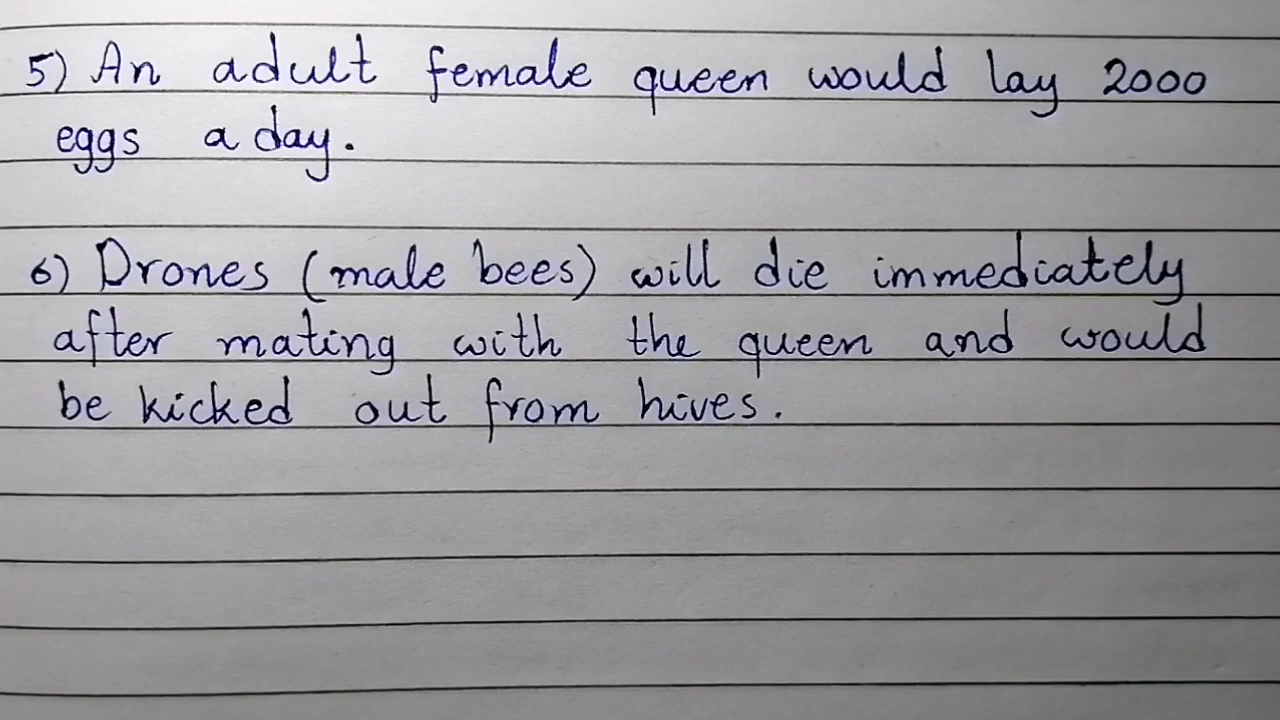 5) An adult female queen would lay 2000
eggs a day.
6) Drones (male bees) will die immediately
after mating with the queen and would
be kicked out from hives.